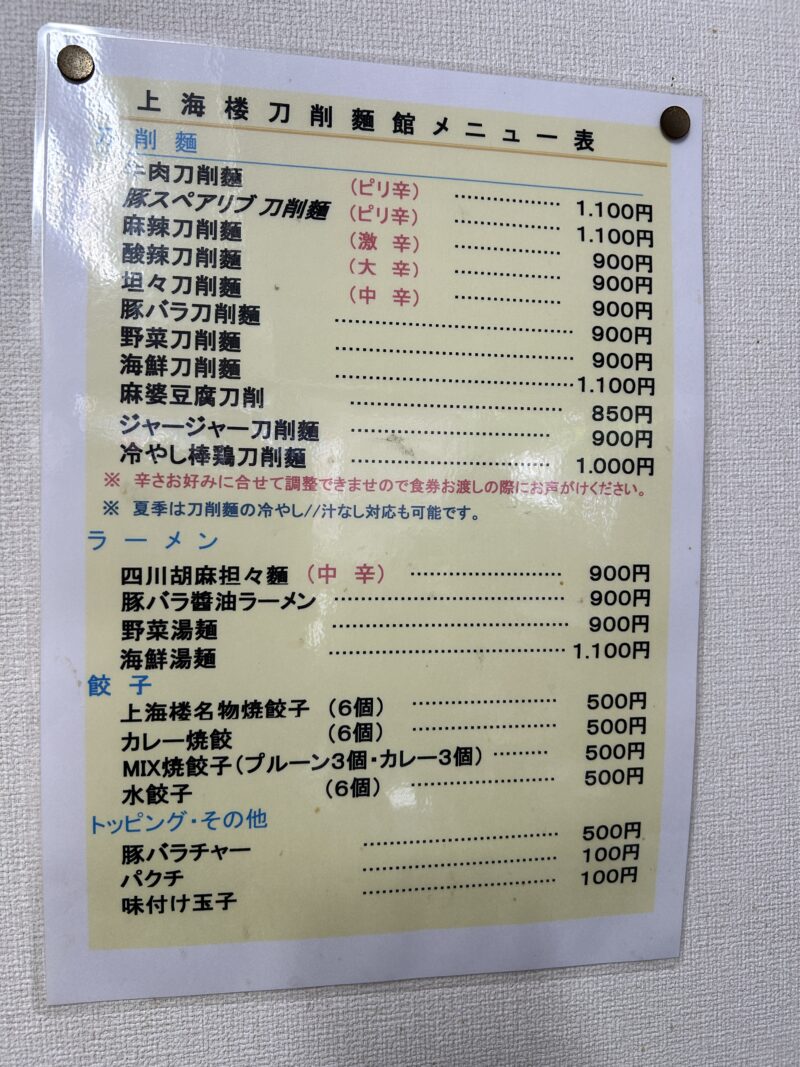 上海楼刀削麺館メニュー表
刀削麺
牛肉刀削麵 (ピリ辛) ………… 1.100円
豚スペアリブ 刀削麵 (ピリ辛) ………… 1.100円
麻辣刀削麵 (激 辛) ………… 900円
酸辣刀削麵 (大 辛) ………… 900円
坦々刀削麵 (中 辛) ………… 900円
豚バラ刀削麵 ………… 900円
野菜刀削麵 ………… 900円
海鮮刀削麵 ………… 1.100円
麻婆豆腐刀削 ………… 850円
ジャージャー刀削麵 ………… 900円
冷やし棒鶏刀削麵 ………… 1.000円
※ 辛さお好みに合せて調整できませので食券お渡しの際にお声がけください。
※ 夏季は刀削麺の冷やし//汁なし対応も可能です。
ラーメン
四川胡麻担々麵 (中 辛) ………… 900円
豚バラ醬油ラーメン ………… 900円
野菜湯麺 ………… 900円
海鮮湯麺 ………… 1.100円
餃子
上海楼名物焼餃子 (6個) ………… 500円
カレー焼餃 (6個) ………… 500円
MIX焼餃子(プルーン3個・カレー3個) ……… 500円
水餃子 (6個) ………… 500円
トッピング・その他
豚バラチャー ………… 500円
パクチ ………… 100円
味付け玉子 ………… 100円